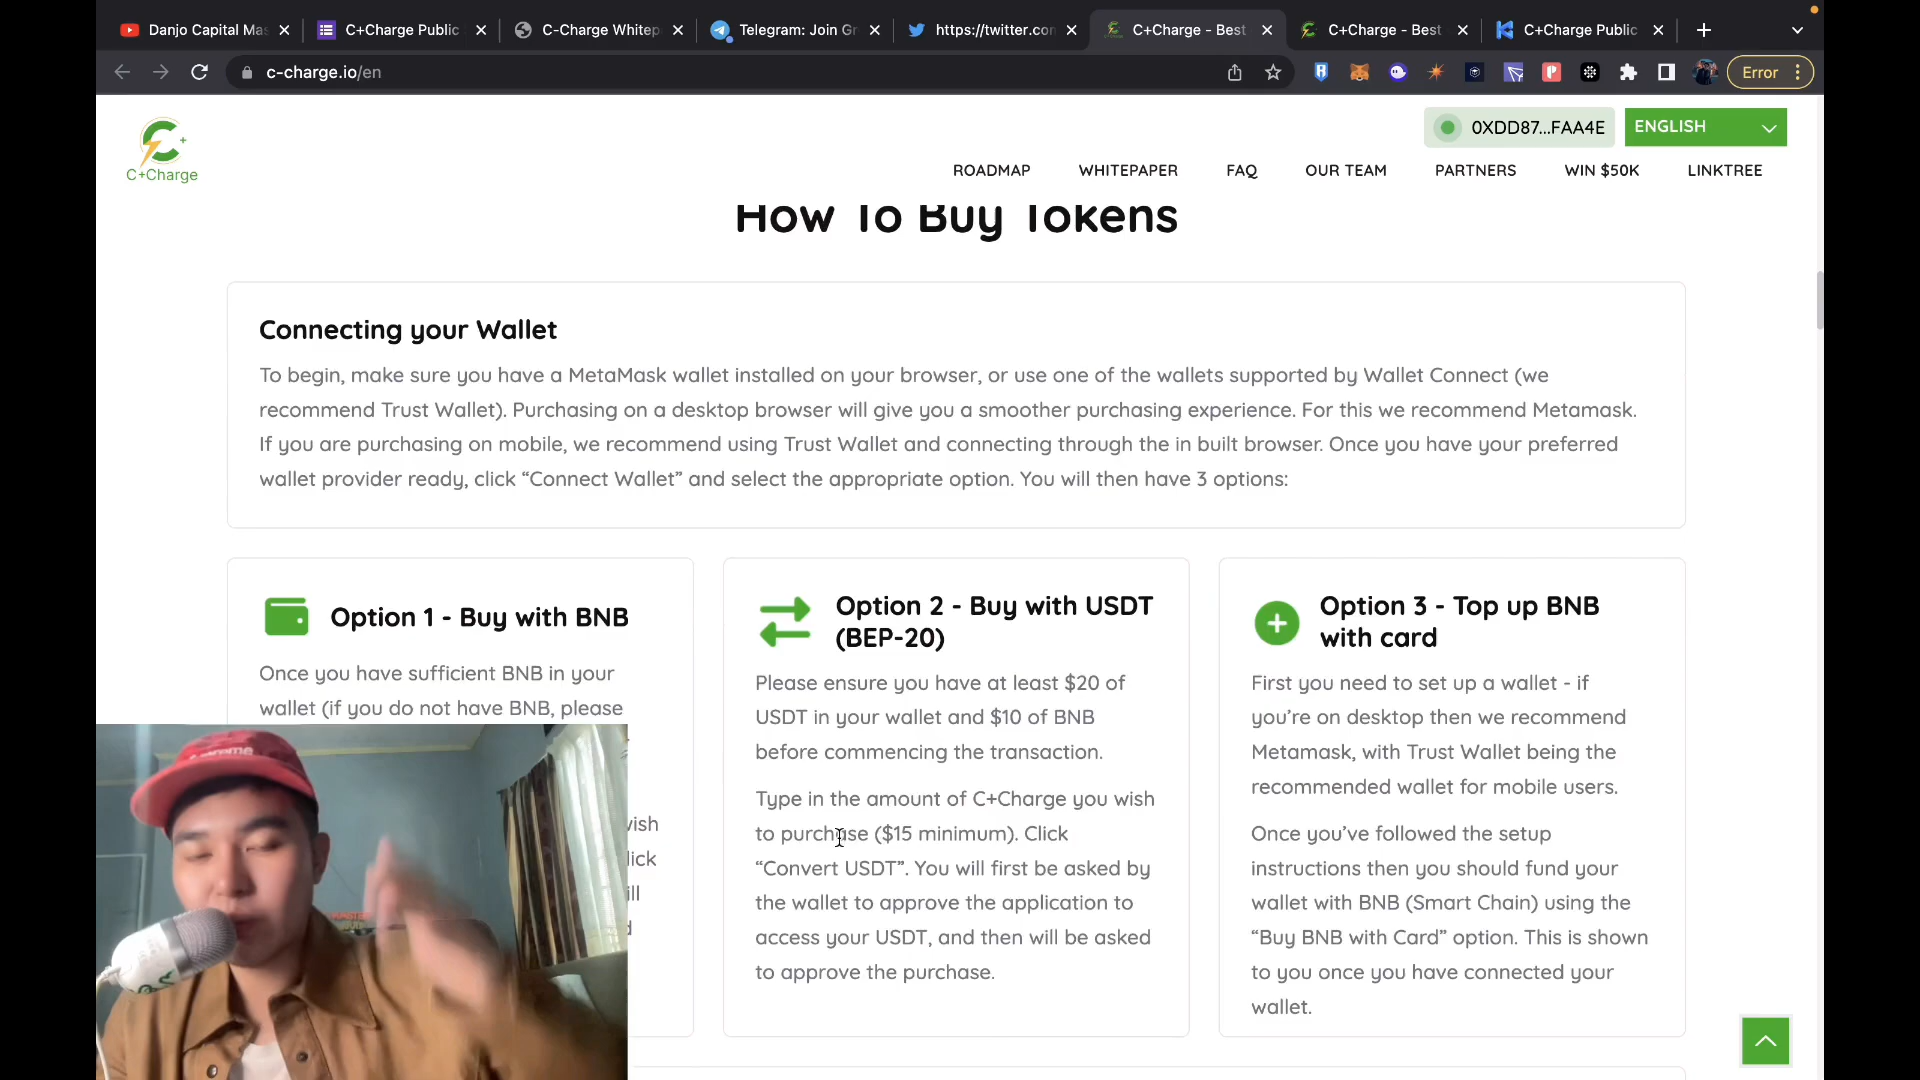 Danjo Capital Mas
C+Charge Public
C-Charge Whitep
Telegram: Join Gr
https://twitter.con
C+Charge - Best
C+Charge - Best
C+Charge Public
c-charge.io/en
Error
C+Charge
0XDD87...FAA4E
ENGLISH
ROADMAP
WHITEPAPER
FAQ
OUR TEAM
PARTNERS
WIN $50K
LINKTREE
How To Buy Tokens
Connecting your Wallet
To begin, make sure you have a MetaMask wallet installed on your browser, or use one of the wallets supported by Wallet Connect (we
recommend Trust Wallet). Purchasing on a desktop browser will give you a smoother purchasing experience. For this we recommend Metamask.
If you are purchasing on mobile, we recommend using Trust Wallet and connecting through the in built browser. Once you have your preferred
wallet provider ready, click “Connect Wallet” and select the appropriate option. You will then have 3 options:
Option 1 - Buy with BNB
Once you have sufficient BNB in your
wallet (if you do not have BNB, please
vish
lick
ill
d
Option 2 - Buy with USDT
(BEP-20)
Please ensure you have at least $20 of
USDT in your wallet and $10 of BNB
before commencing the transaction.
Type in the amount of C+Charge you wish
to purchase ($15 minimum). Click
“Convert USDT”. You will first be asked by
the wallet to approve the application to
access your USDT, and then will be asked
to approve the purchase.
Option 3 - Top up BNB
with card
First you need to set up a wallet - if
you’re on desktop then we recommend
Metamask, with Trust Wallet being the
recommended wallet for mobile users.
Once you’ve followed the setup
instructions then you should fund your
wallet with BNB (Smart Chain) using the
“Buy BNB with Card” option. This is shown
to you once you have connected your
wallet.